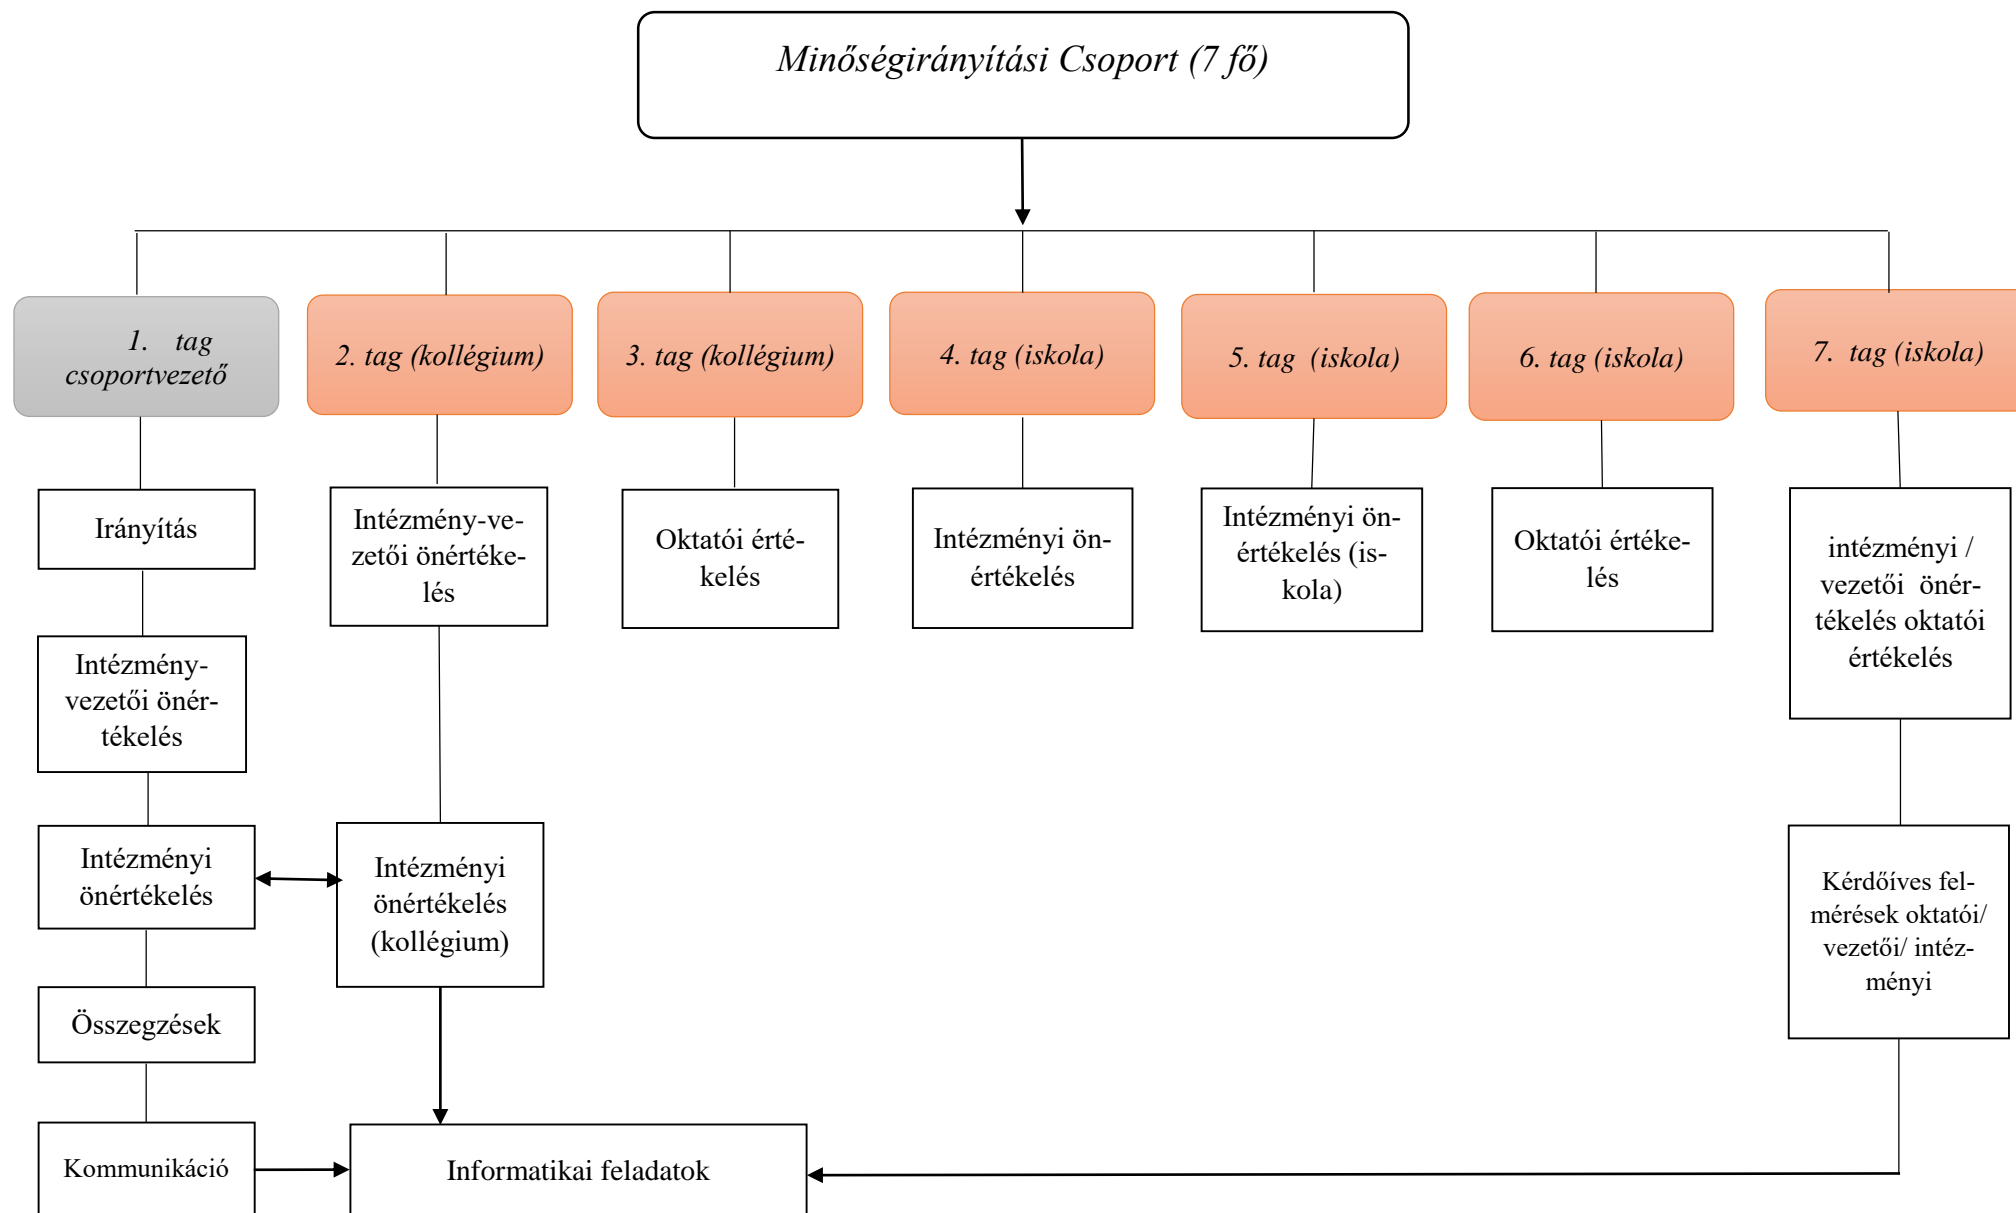 Minőségirányítási Csoport (7 fő)
1. tag
csoportvezető
2. tag (kollégium)
3. tag (kollégium)
4. tag (iskola)
5. tag (iskola)
6. tag (iskola)
7. tag (iskola)
Irányítás
Intézmény-ve-
zetői önértéke-
lés
Oktatói érté-
kelés
Intézményi ön-
értékelés
Intézményi ön-
értékelés (is-
kola)
Oktatói értéke-
lés
intézményi /
vezetői önér-
tékelés oktatói
értékelés
Intézmény-
vezetői önér-
tékelés
Intézményi
önértékelés
Intézményi
önértékelés
(kollégium)
Kérdőíves fel-
mérések oktatói/
vezetői/ intéz-
ményi
Összegzések
Kommunikáció
Informatikai feladatok